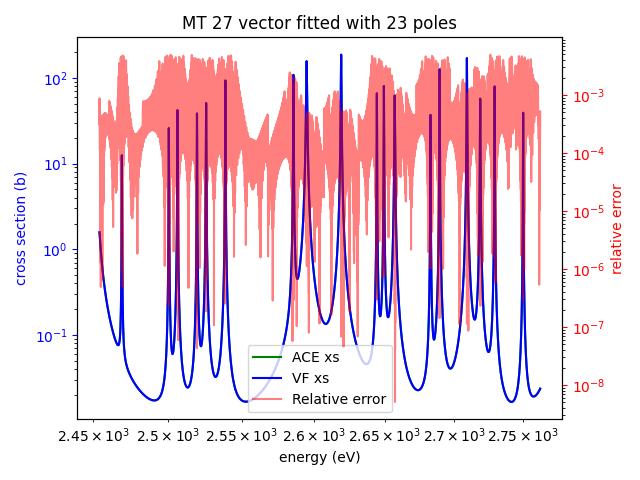 MT 27 vector fitted with 23 poles
cross section (b)
10²
10¹
10⁰
10⁻¹
10⁻³
10⁻⁴
10⁻⁵
10⁻⁶
10⁻⁷
10⁻⁸
relative error
ACE xs
VF xs
Relative error
2.45 × 10³ 2.5 × 10³ 2.55 × 10³ 2.6 × 10³ 2.65 × 10³ 2.7 × 10³ 2.75 × 10³
energy (eV)